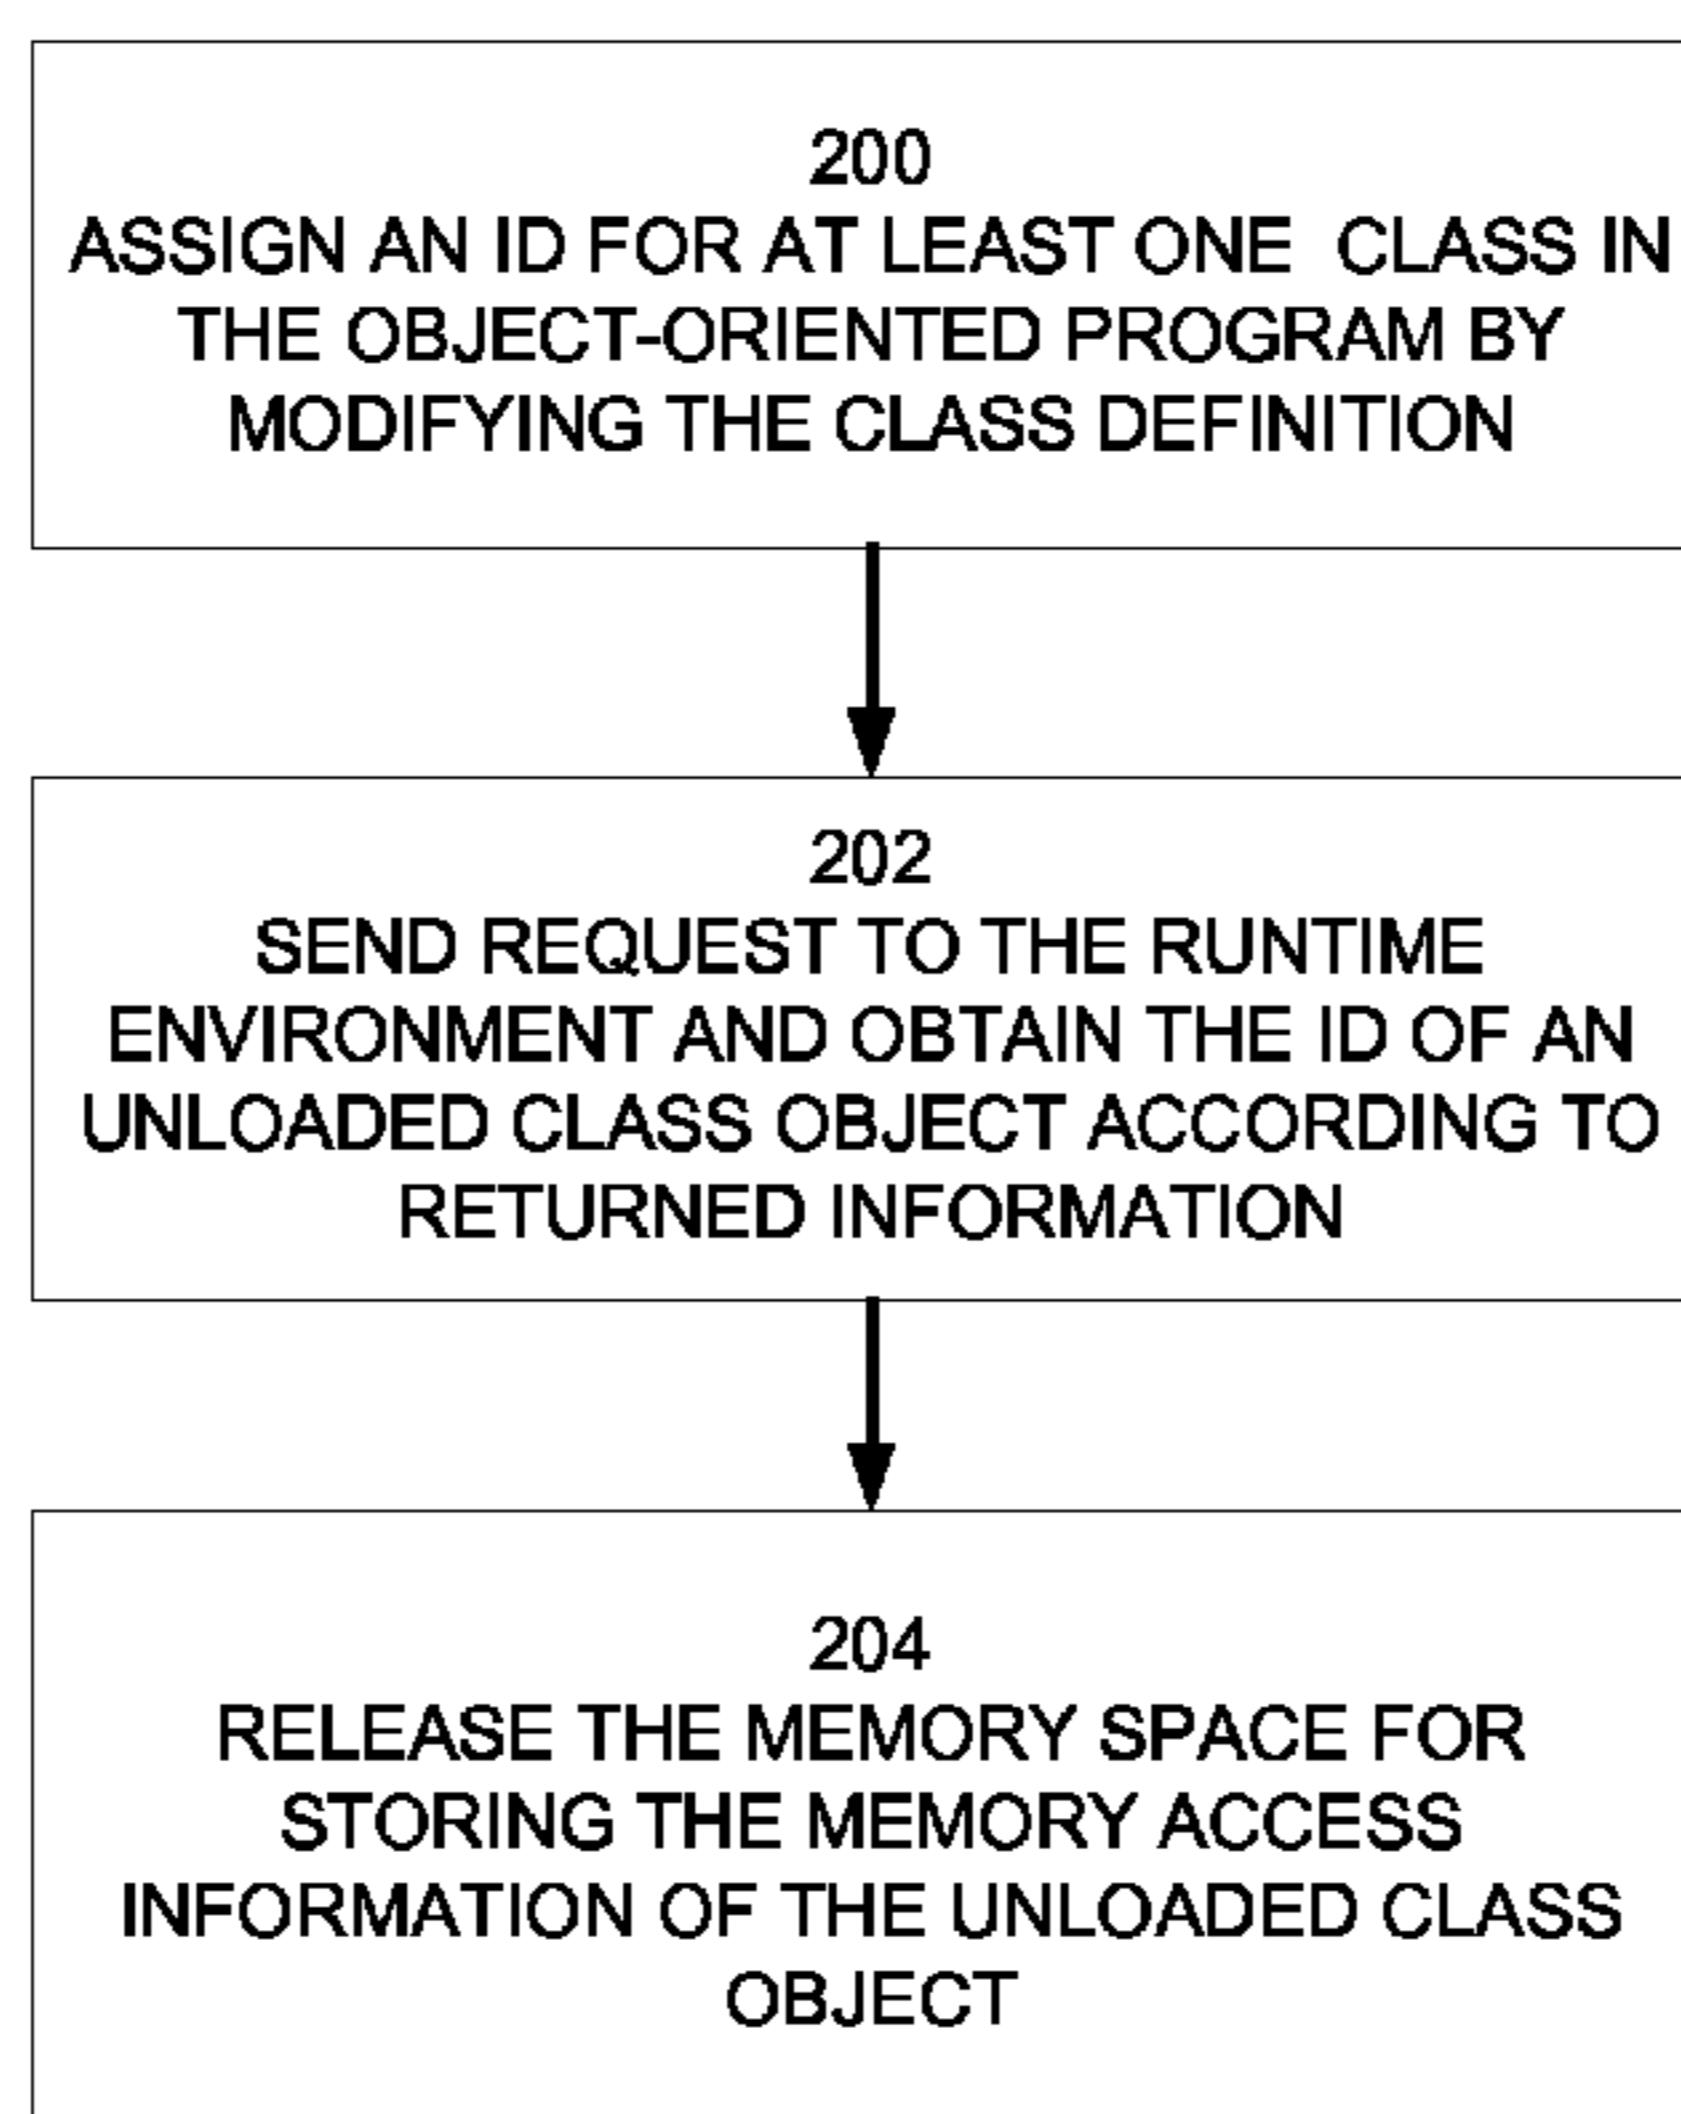 200
ASSIGN AN ID FOR AT LEAST ONE CLASS IN
THE OBJECT-ORIENTED PROGRAM BY
MODIFYING THE CLASS DEFINITION
202
SEND REQUEST TO THE RUNTIME
ENVIRONMENT AND OBTAIN THE ID OF AN
UNLOADED CLASS OBJECT ACCORDING TO
RETURNED INFORMATION
204
RELEASE THE MEMORY SPACE FOR
STORING THE MEMORY ACCESS
INFORMATION OF THE UNLOADED CLASS
OBJECT